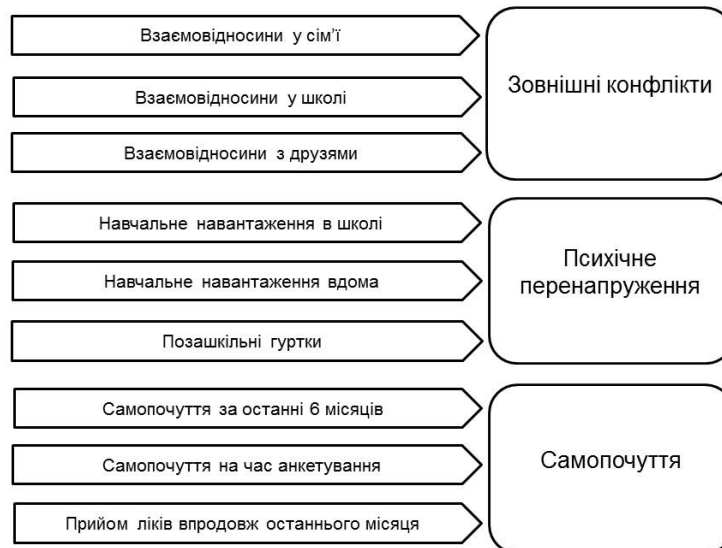 Взаємовідносини у сім’ї
Взаємовідносини у школі
Взаємовідносини з друзями
Зовнішні конфлікти
Навчальне навантаження в школі
Навчальне навантаження вдома
Позашкільні гуртки
Психічне
перенапруження
Самопочуття за останні 6 місяців
Самопочуття на час анкетування
Прийом ліків впродовж останнього місяця
Самопочуття